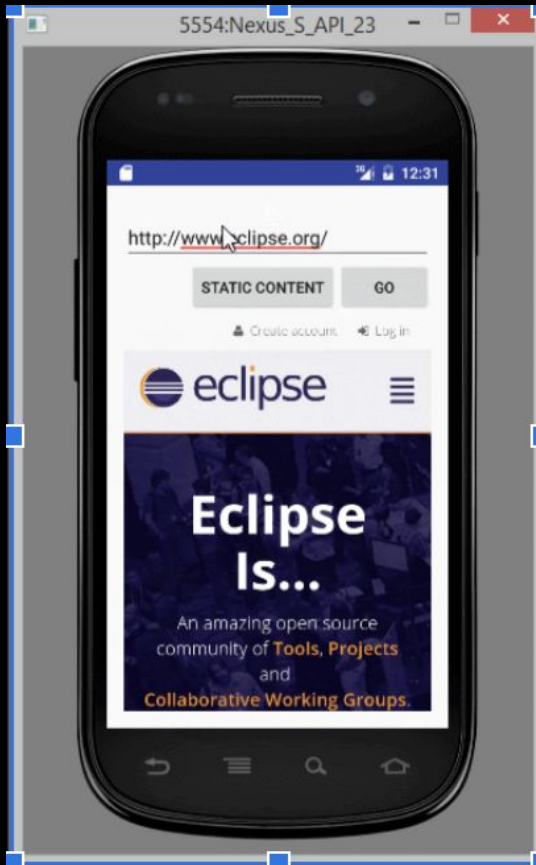 5554:Nexus_S_API_23
3G 12:31
http://www.eclipse.org/
STATIC CONTENT GO
Create account Log in
eclipse
Eclipse
Is...
An amazing open source
community of Tools, Projects
and
Collaborative Working Groups.